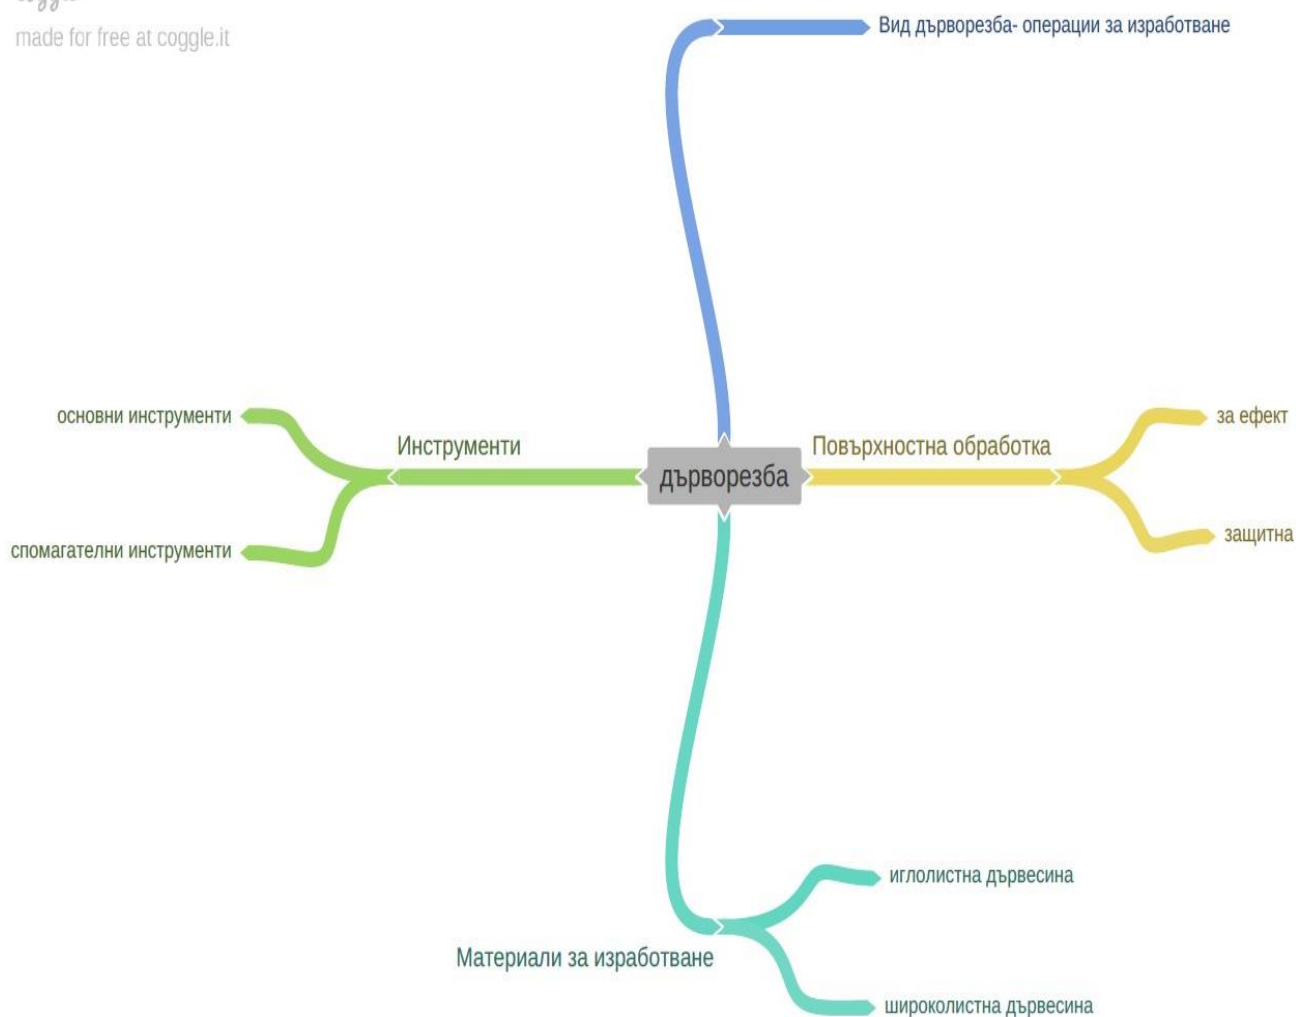 made for free at coggle.it
Вид дърворезба- операции за изработване
основни инструменти
Инструменти
спомагателни инструменти
дърворезба
Повърхностна обработка
за ефект
защитна
Материали за изработване
иглолистна дървесина
широколистна дървесина